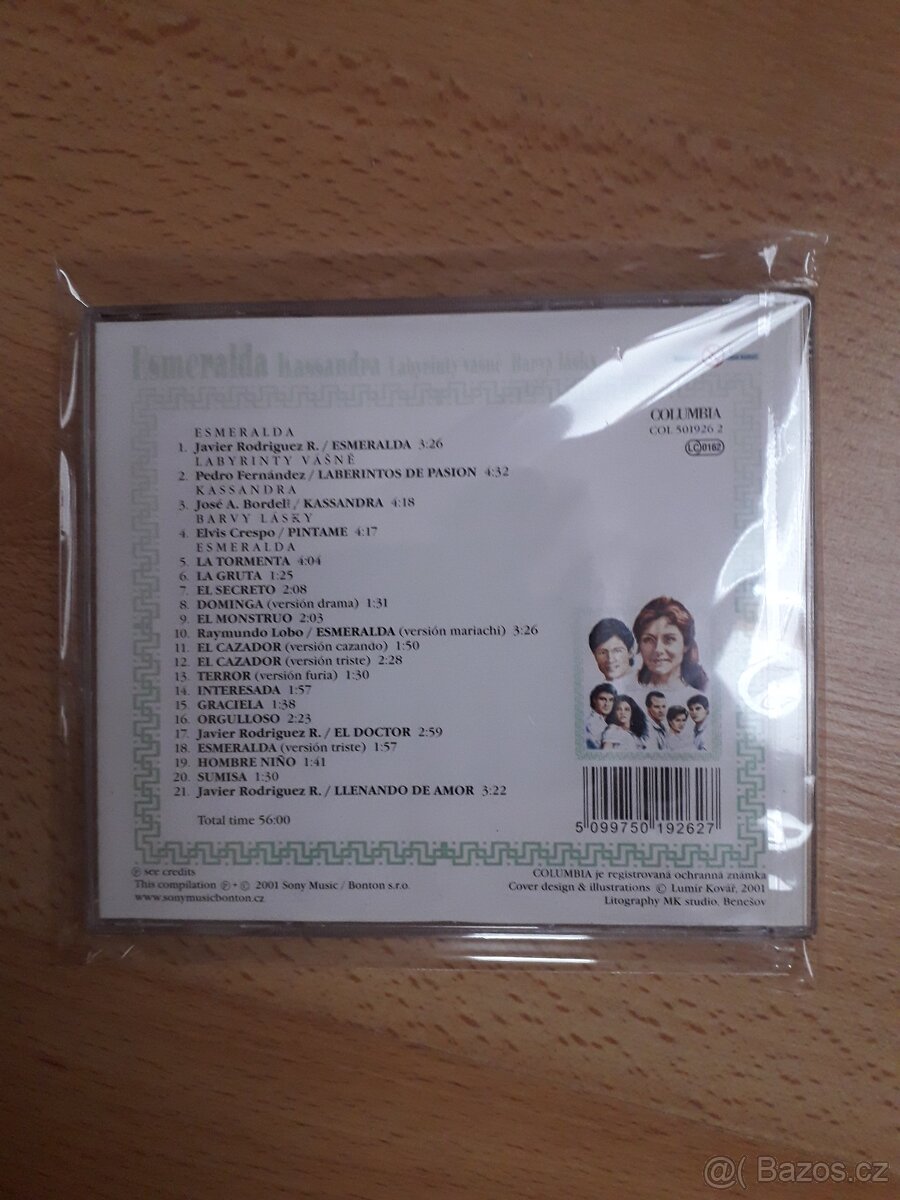 Esmeralda Kassandra Labyrinty vášně Barvy lásky
COLUMBIA
COL 501926 2
LC 0162
ESMERALDA
1. Javier Rodriguez R. / ESMERALDA 3:26
LABYRINTY VÁŠNĚ
2. Pedro Fernández / LABERINTOS DE PASION 4:32
KASSANDRA
3. José A. Bordell / KASSANDRA 4:18
BARVY LÁSKY
4. Elvis Crespo / PINTAME 4:17
ESMERALDA
5. LA TORMENTA 4:04
6. LA GRUTA 1:25
7. EL SECRETO 2:08
8. DOMINGA (versión drama) 1:31
9. EL MONSTRUO 2:03
10. Raymundo Lobo / ESMERALDA (versión mariachi) 3:26
11. EL CAZADOR (versión cazando) 1:50
12. EL CAZADOR (versión triste) 2:28
13. TERROR (versión furia) 1:30
14. INTERESADA 1:57
15. GRACIELA 1:38
16. ORGULLOSO 2:23
17. Javier Rodriguez R. / EL DOCTOR 2:59
18. ESMERALDA (versión triste) 1:57
19. HOMBRE NIÑO 1:41
20. SUMISA 1:30
21. Javier Rodriguez R. / LLENANDO DE AMOR 3:22
Total time 56:00
5 099750 192627
Ⓟ see credits
This compilation Ⓟ + © 2001 Sony Music / Bonton s.r.o.
www.sonymusicbonton.cz
COLUMBIA je registrovaná ochranná známka
Cover design & illustrations © Lumír Kovář, 2001
Litography MK studio, Benešov
@( Bazos.cz